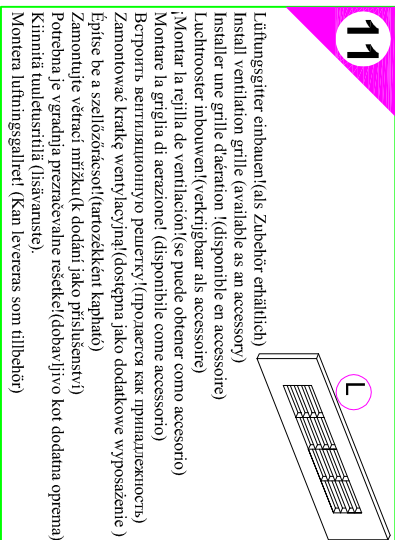 11
L
Lüftungsgitter einbauen!(als Zubehör erhältlich)
Install ventilation grille (available as an accessory)
Installer une grille d'aération !(disponible en accessoire)
Luchtrooster inbouwen!(verkrijgbaar als accessoire)
¡Montar la rejilla de ventilación!(se puede obtener como accesorio)
Montare la griglia di aerazione! (disponibile come accessorio)
Встроить вентиляционную решетку!(продается как принадлежность)
Zamontować kratkę wentylacyjną!(dostępna jako dodatkowe wyposażenie )
Építse be a szellőzőrácsot!(tartozékként kapható)
Zamontujte větrací mřížku(k dodání jako příslušenství)
Potrebna je vgradnja prezračevalne rešetke!(dobavljivo kot dodatna oprema)
Kiinnitä tuuletusritilä (lisävaruste).
Montera luftningsgallret! (Kan levereras som tillbehör)